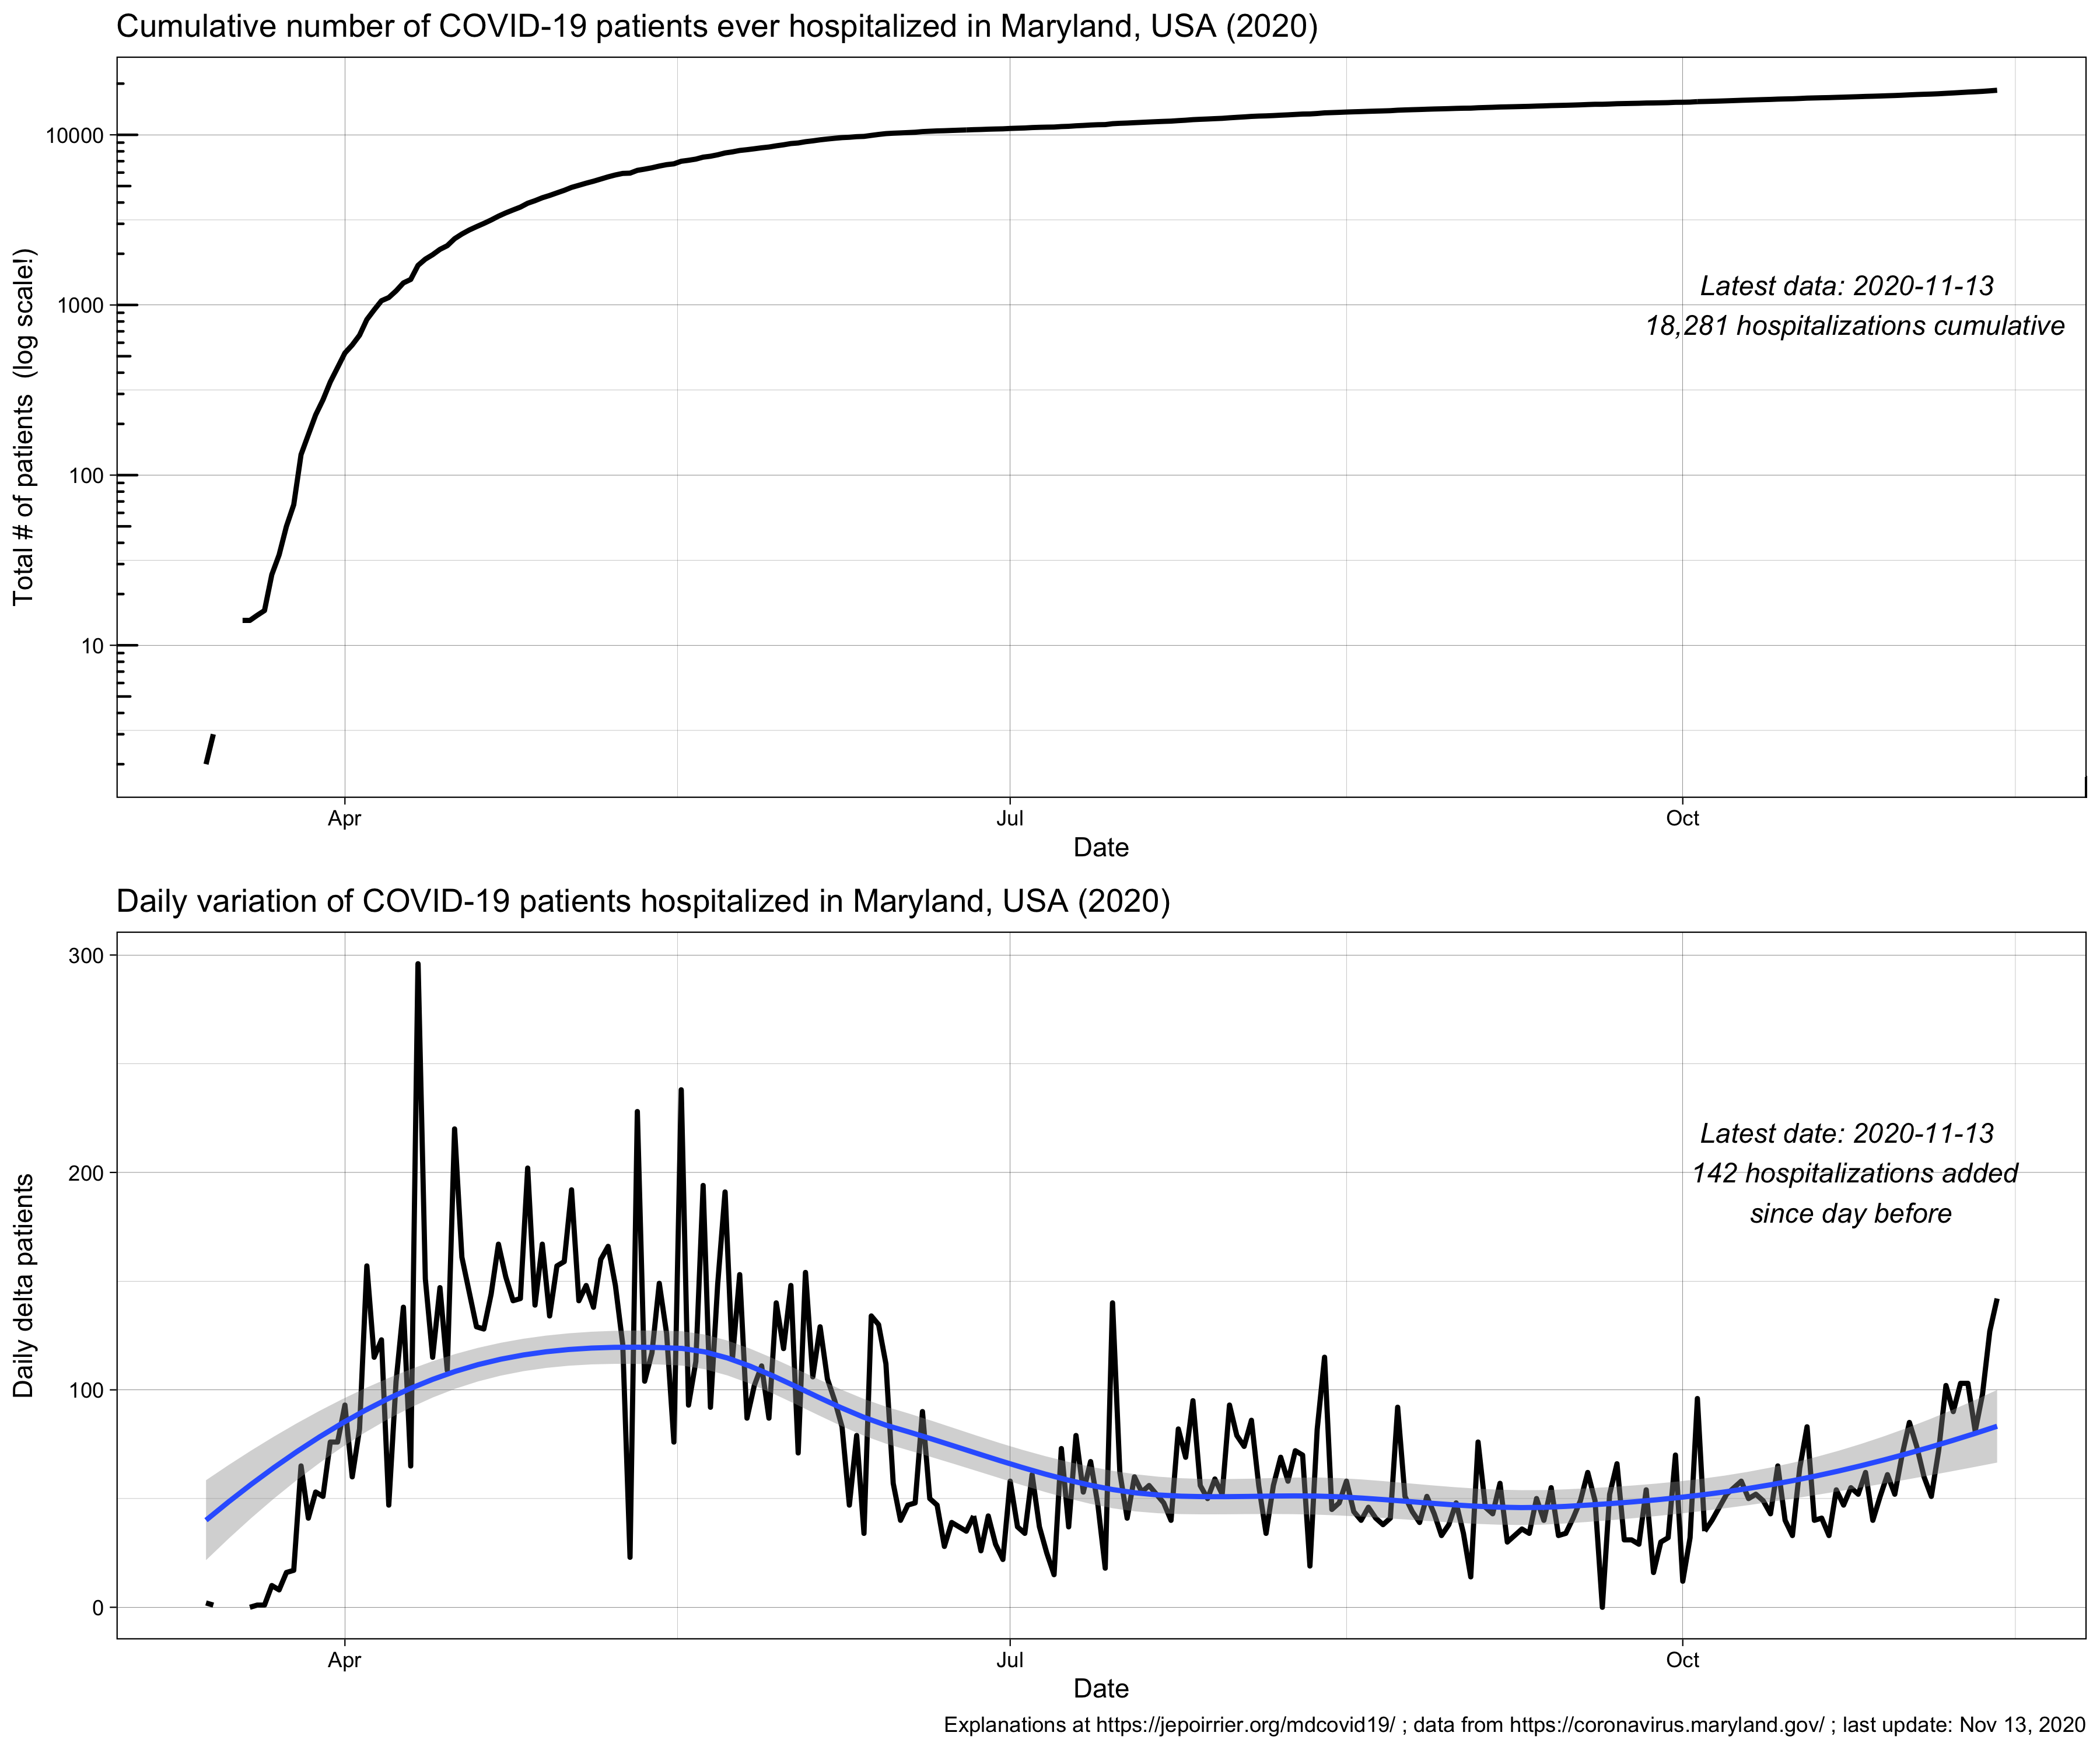 Cumulative number of COVID-19 patients ever hospitalized in Maryland, USA (2020)
Total # of patients  (log scale!)
10000
1000
100
10
Latest data: 2020-11-13
18,281 hospitalizations cumulative
Apr
Jul
Oct
Date
Daily variation of COVID-19 patients hospitalized in Maryland, USA (2020)
Daily delta patients
300
200
100
0
Latest date: 2020-11-13
142 hospitalizations added
since day before
Apr
Jul
Oct
Date
Explanations at https://jepoirrier.org/mdcovid19/ ; data from https://coronavirus.maryland.gov/ ; last update: Nov 13, 2020